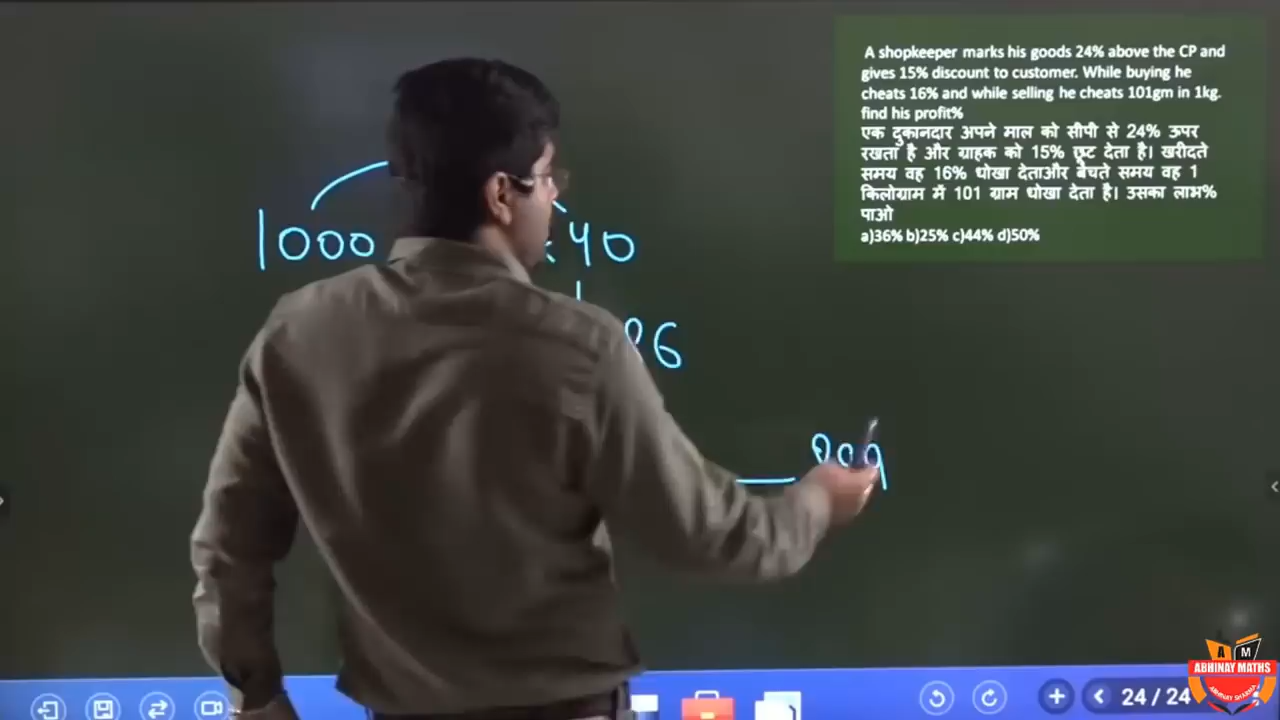 A shopkeeper marks his goods 24% above the CP and
gives 15% discount to customer. While buying he
cheats 16% and while selling he cheats 101gm in 1kg.
find his profit%
एक दुकानदार अपने माल को सीपी से 24% ऊपर
रखता है और ग्राहक को 15% छूट देता है। खरीदते
समय वह 16% धोखा देताऔर बेचते समय वह 1
किलोग्राम में 101 ग्राम धोखा देता है। उसका लाभ%
पाओ
a)36% b)25% c)44% d)50%
1000
40
6
24 / 24
A M
ABHINAY MATHS
ABHINAY SHARMA